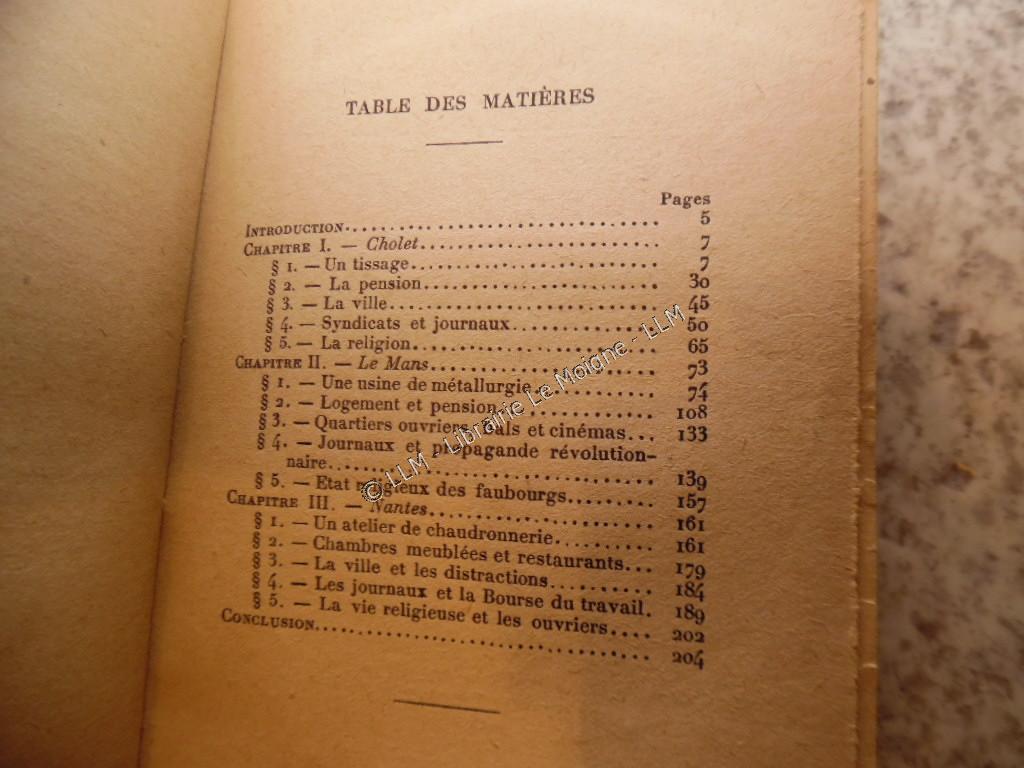 TABLE DES MATIÈRES
Pages
INTRODUCTION........................................ 5
CHAPITRE I. — Cholet.............................. 7
§ 1. — Un tissage............................... 7
§ 2. — La pension............................. 30
§ 3. — La ville.................................. 45
§ 4. — Syndicats et journaux.................. 50
§ 5. — La religion............................. 65
CHAPITRE II. — Le Mans............................ 73
§ 1. — Une usine de métallurgie............... 74
§ 2. — Logement et pension.................... 108
§ 3. — Quartiers ouvriers, bals et cinémas... 133
§ 4. — Journaux et propagande révolution-
naire........................................ 139
§ 5. — Etat religieux des faubourgs......... 157
CHAPITRE III. — Nantes............................ 161
§ 1. — Un atelier de chaudronnerie.......... 161
§ 2. — Chambres meublées et restaurants... 179
§ 3. — La ville et les distractions.......... 184
§ 4. — Les journaux et la Bourse du travail. 189
§ 5. — La vie religieuse et les ouvriers.... 202
CONCLUSION........................................ 204
© LLM - Librairie Le Moigne - LLM